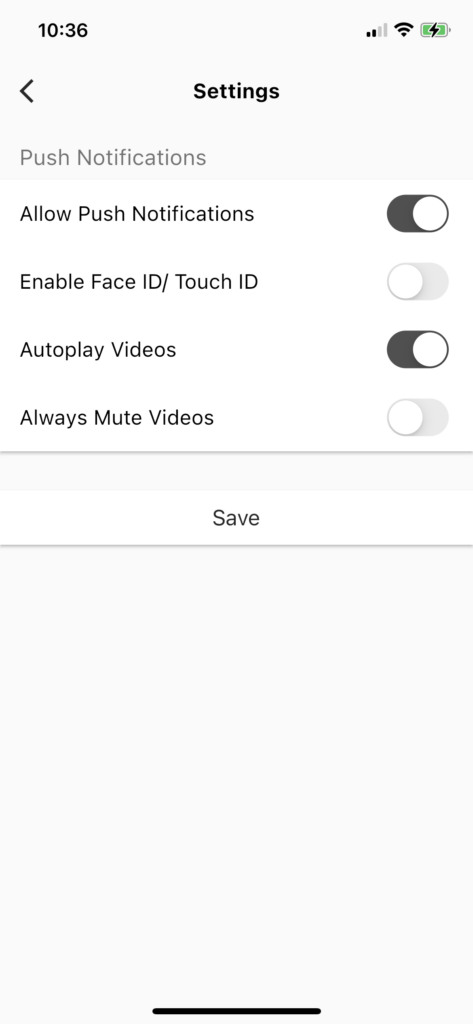 10:36
Settings
Push Notifications
Allow Push Notifications
Enable Face ID/ Touch ID
Autoplay Videos
Always Mute Videos
Save